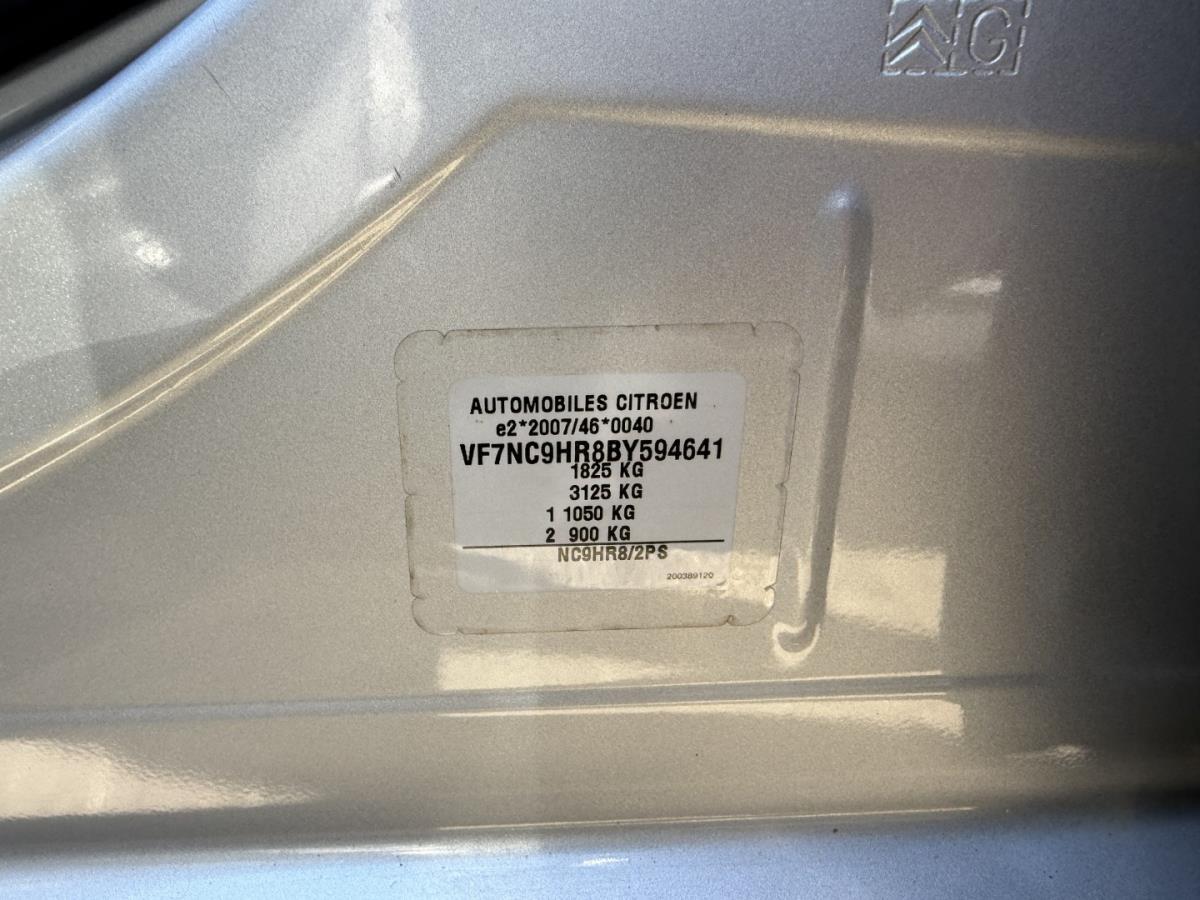 G
AUTOMOBILES CITROEN
e2*2007/46*0040
VF7NC9HR8BY594641
1825 KG
3125 KG
1 1050 KG
2 900 KG
NC9HR8/2PS
200389120